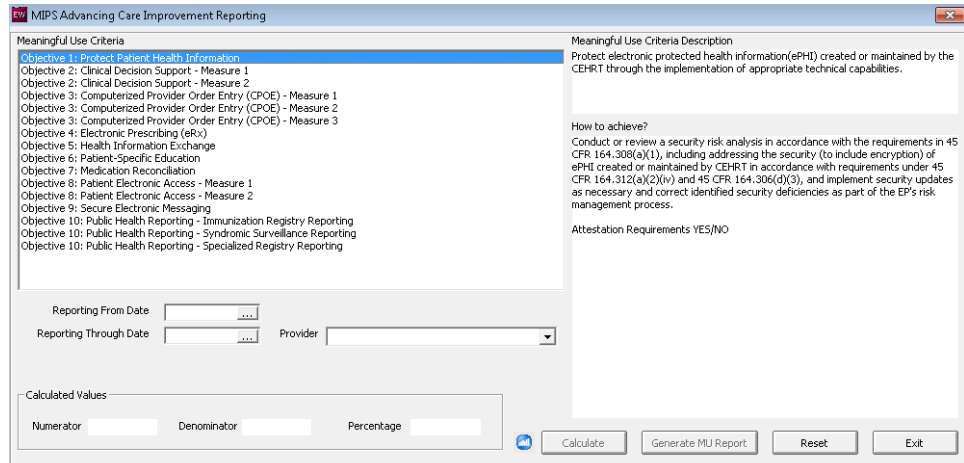 EW MIPS Advancing Care Improvement Reporting
Meaningful Use Criteria
Objective 1: Protect Patient Health Information
Objective 2: Clinical Decision Support - Measure 1
Objective 2: Clinical Decision Support - Measure 2
Objective 3: Computerized Provider Order Entry (CPOE) - Measure 1
Objective 3: Computerized Provider Order Entry (CPOE) - Measure 2
Objective 3: Computerized Provider Order Entry (CPOE) - Measure 3
Objective 4: Electronic Prescribing (eRx)
Objective 5: Health Information Exchange
Objective 6: Patient-Specific Education
Objective 7: Medication Reconciliation
Objective 8: Patient Electronic Access - Measure 1
Objective 8: Patient Electronic Access - Measure 2
Objective 9: Secure Electronic Messaging
Objective 10: Public Health Reporting - Immunization Registry Reporting
Objective 10: Public Health Reporting - Syndromic Surveillance Reporting
Objective 10: Public Health Reporting - Specialized Registry Reporting
Meaningful Use Criteria Description
Protect electronic protected health information(ePHI) created or maintained by the
CEHRT through the implementation of appropriate technical capabilities.
How to achieve?
Conduct or review a security risk analysis in accordance with the requirements in 45
CFR 164.308(a)(1), including addressing the security (to include encryption) of
ePHI created or maintained by CEHRT in accordance with requirements under 45
CFR 164.312(a)(2)(iv) and 45 CFR 164.306(d)(3), and implement security updates
as necessary and correct identified security deficiencies as part of the EP's risk
management process.
Attestation Requirements YES/NO
Reporting From Date ...
Reporting Through Date ... Provider
Calculated Values
Numerator Denominator Percentage
Calculate Generate MU Report Reset Exit